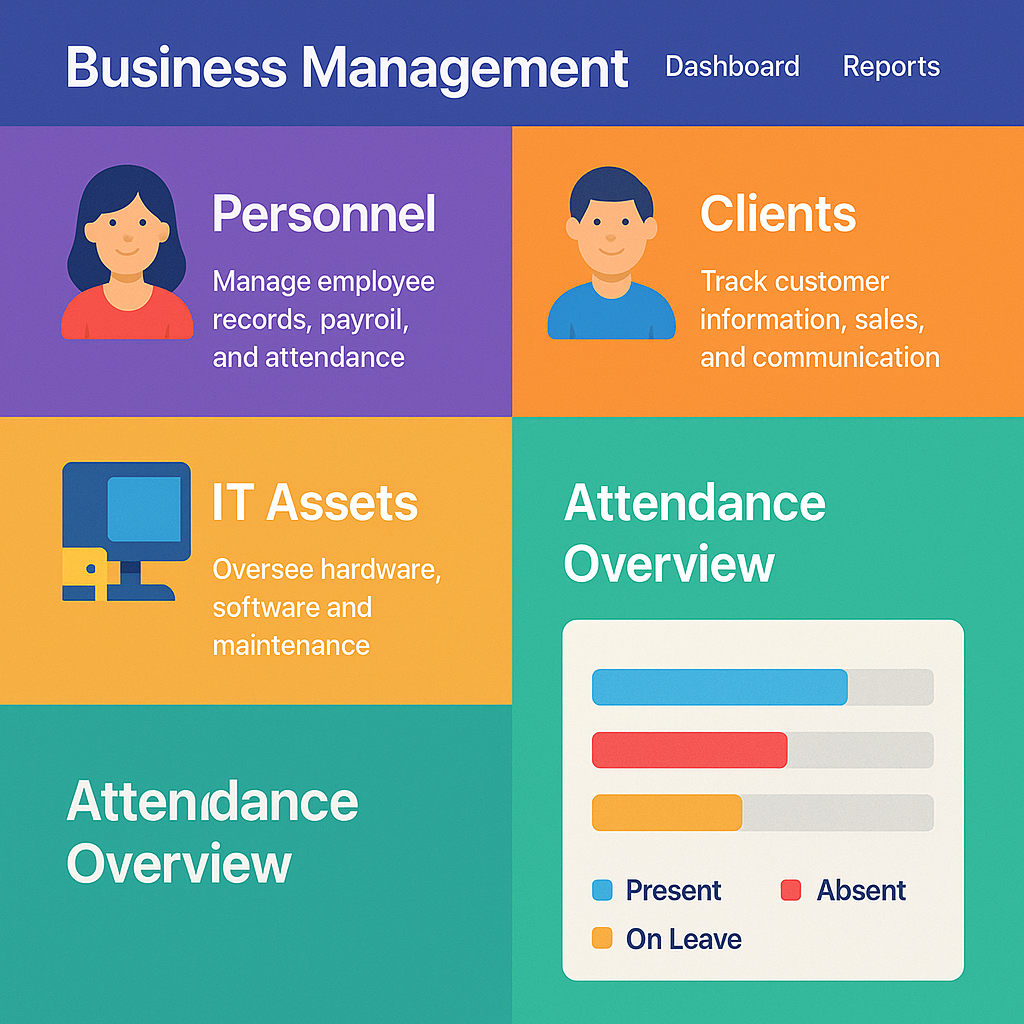 Business Management
Dashboard
Reports
Personnel
Manage employee
records, payroil,
and attendance
Clients
Track customer
information, sales,
and communication
IT Assets
Oversee hardware,
software and
maintenance
Attendance
Overview
Present
Absent
On Leave
Attenıdance
Overview